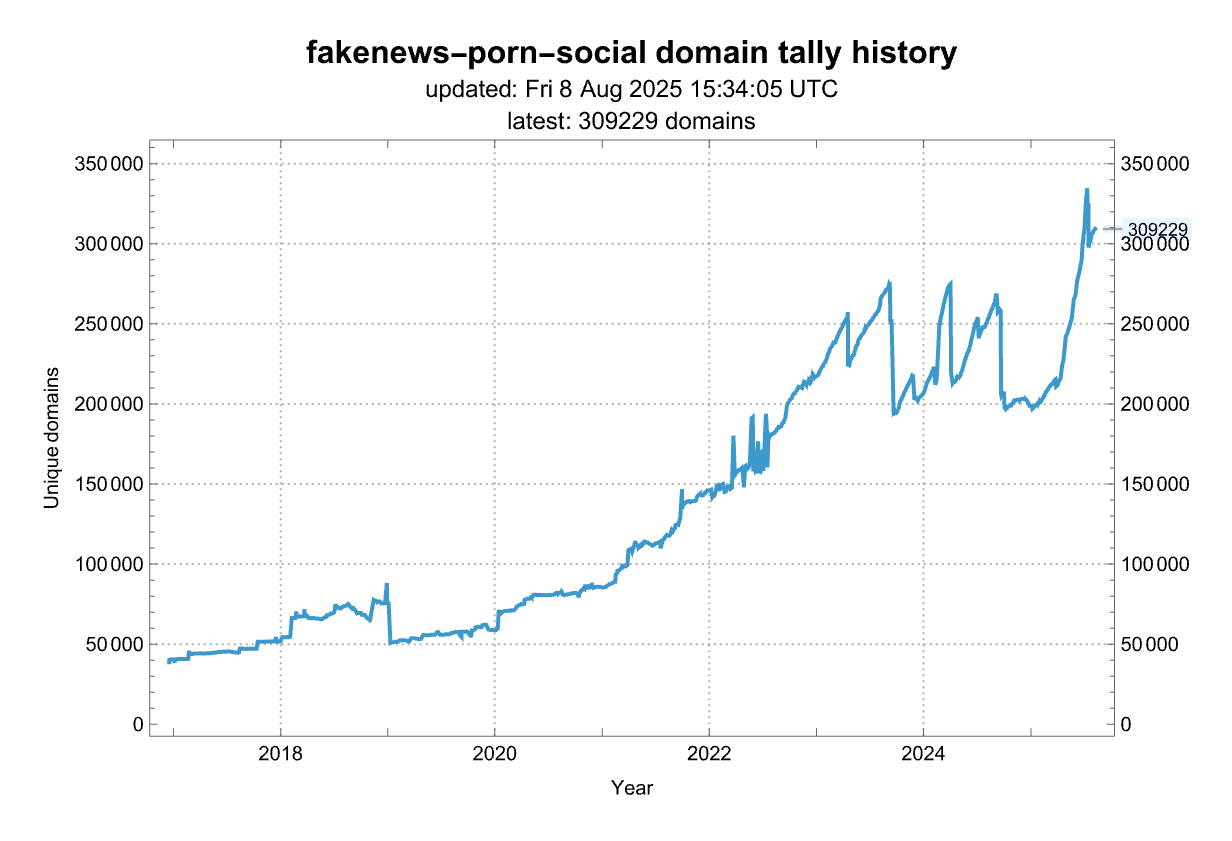 fakenews-porn-social domain tally history
updated: Fri 8 Aug 2025 15:34:05 UTC
latest: 309229 domains
350 000 350 000
309229
300 000 300 000
250 000 250 000
200 000 200 000
150 000 150 000
100 000 100 000
50 000 50 000
0 0
Unique domains
2018 2020 2022 2024
Year